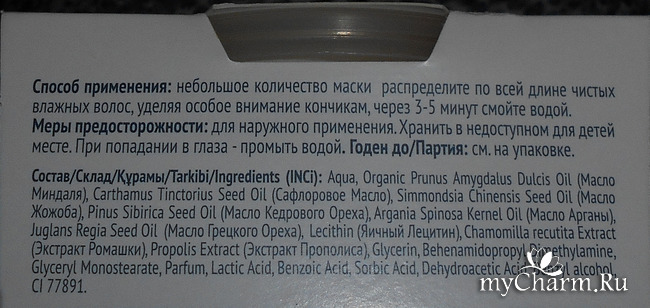 Способ применения: небольшое количество маски распределите по всей длине чистых
влажных волос, уделяя особое внимание кончикам, через 3-5 минут смойте водой.
Меры предосторожности: для наружного применения. Хранить в недоступном для детей
месте. При попадании в глаза - промыть водой. Годен до/Партия: см. на упаковке.
Состав/Склад/Құрамы/Tarkibi/Ingredients (INCi): Aqua, Organic Prunus Amygdalus Dulcis Oil (Масло
Миндаля), Carthamus Tinctorius Seed Oil (Сафлоровое Масло), Simmondsia Chinensis Seed Oil (Масло
Жожоба), Pinus Sibirica Seed Oil (Масло Кедрового Ореха), Argania Spinosa Kernel Oil (Масло Арганы),
Juglans Regia Seed Oil (Масло Грецкого Ореха), Lecithin (Яичный Лецитин), Chamomilla recutita Extract
(Экстракт Ромашки), Propolis Extract (Экстракт Прополиса), Glycerin, Behenamidopropyl Dimethylamine,
Glyceryl Monostearate, Parfum, Lactic Acid, Benzoic Acid, Sorbic Acid, Dehydroacetic Acid, alcohol,
CI 77891.
myCharm.Ru